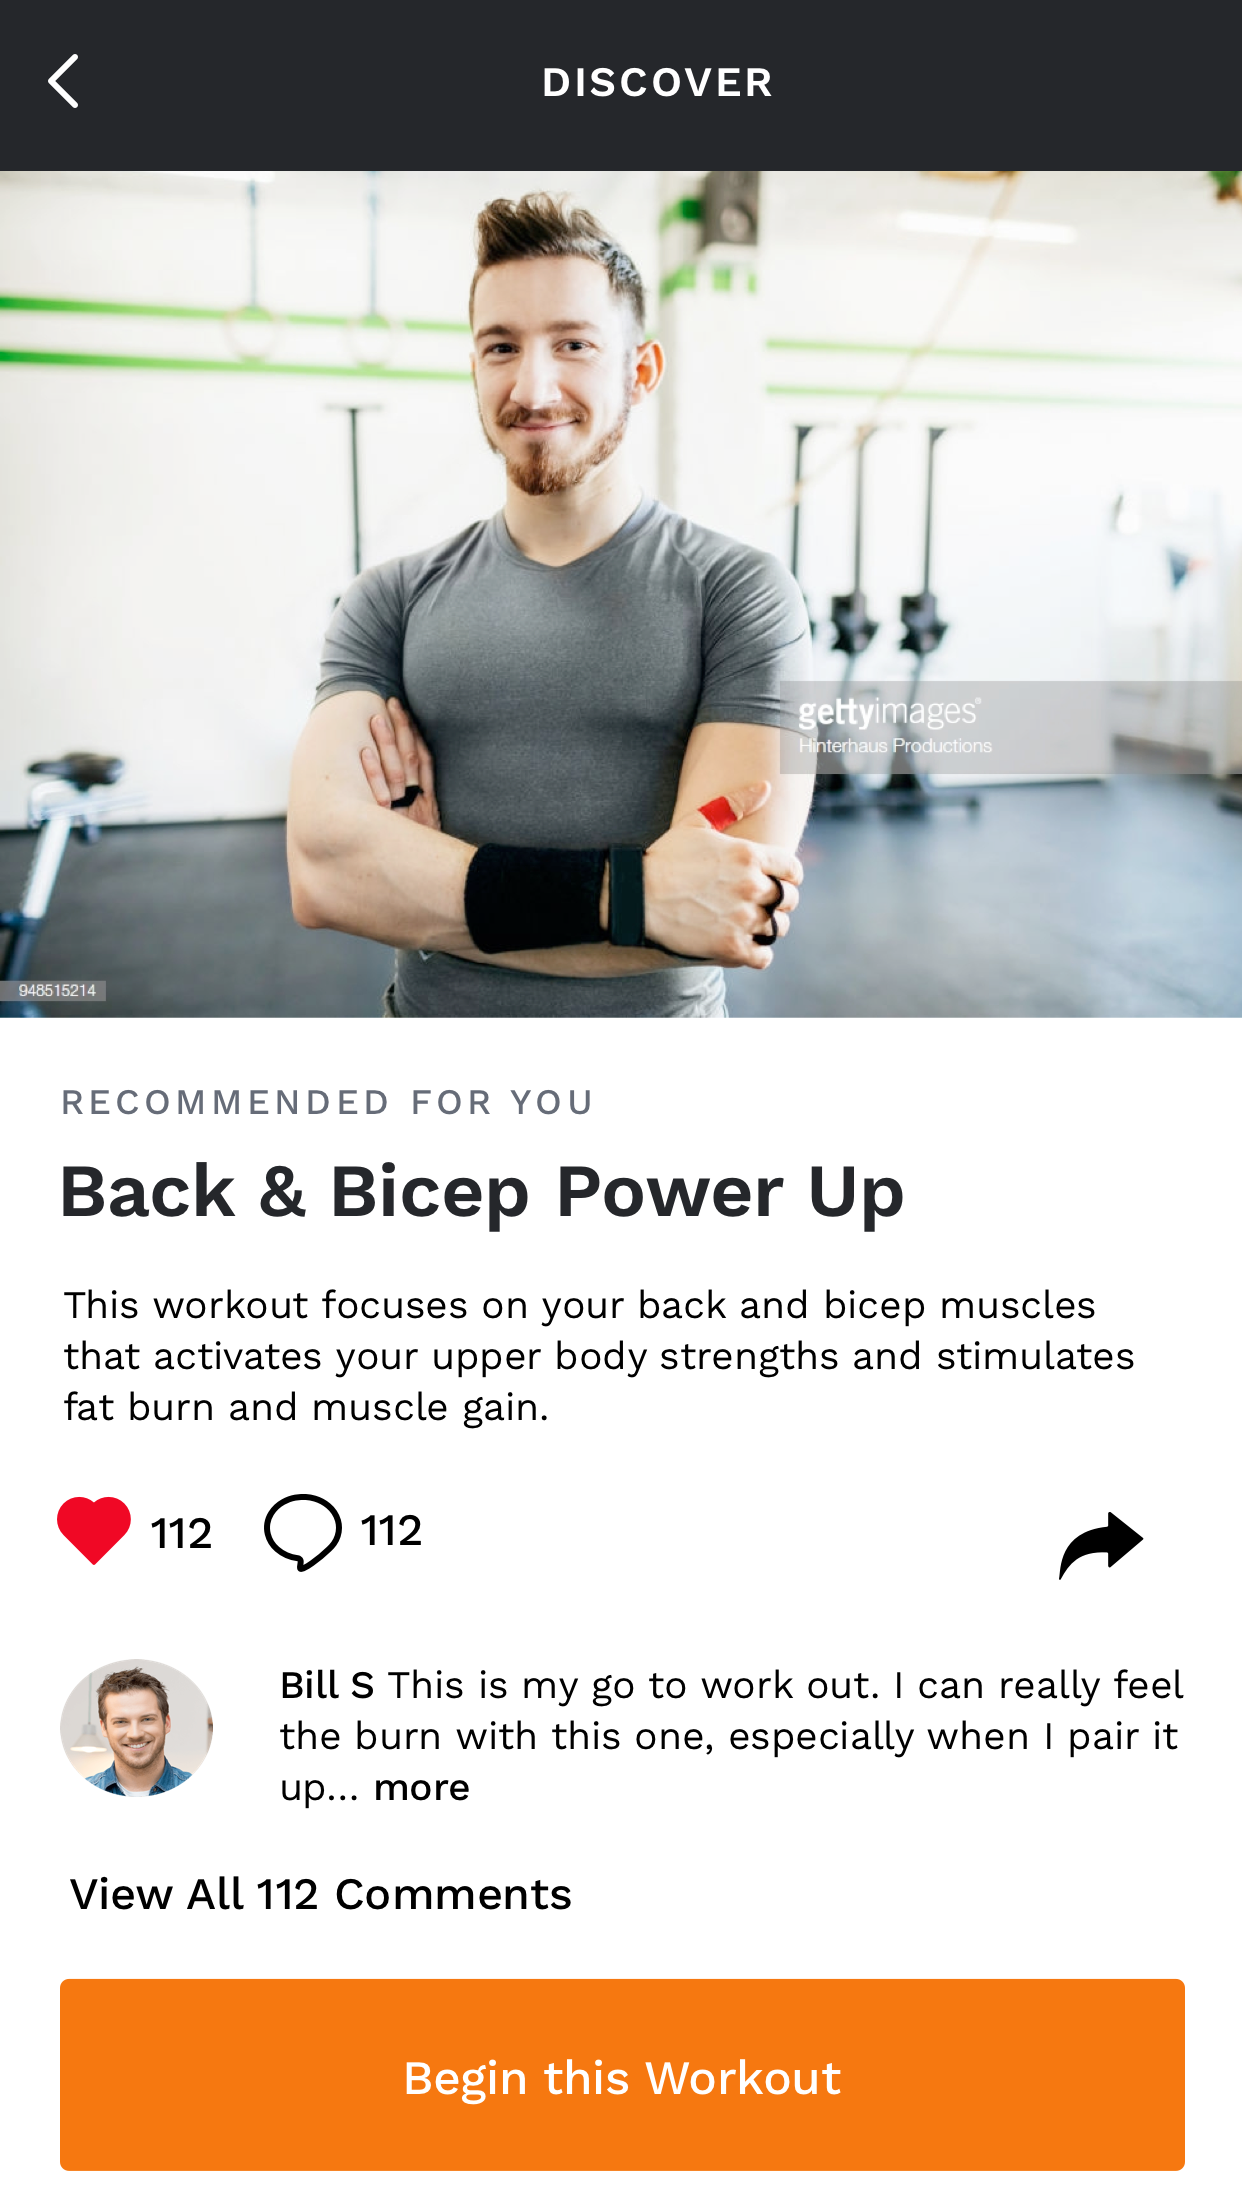 DISCOVER
gettyimages®
Hinterhaus Productions
948515214
RECOMMENDED FOR YOU
Back & Bicep Power Up
This workout focuses on your back and bicep muscles
that activates your upper body strengths and stimulates
fat burn and muscle gain.
112 112
Bill S This is my go to work out. I can really feel
the burn with this one, especially when I pair it
up... more
View All 112 Comments
Begin this Workout